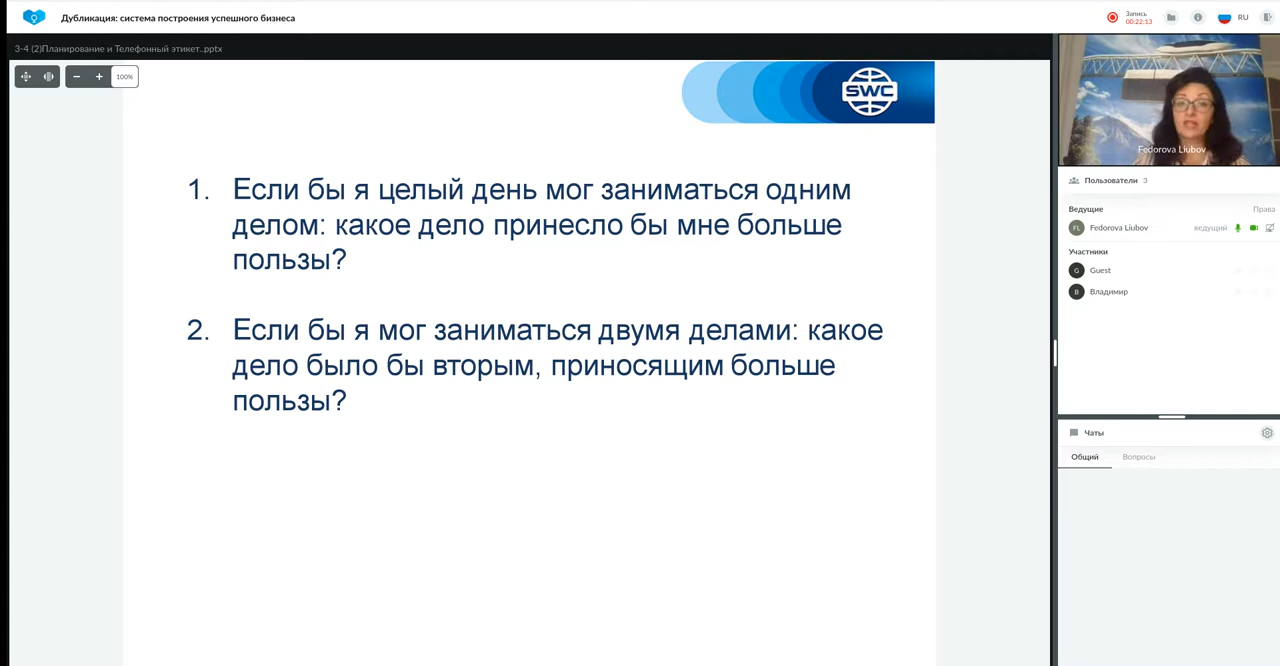 Дубликация: система построения успешного бизнеса
Запись
00:22:13
RU
3-4 (2)Планирование и Телефонный этикет..pptx
100%
SWC
1. Если бы я целый день мог заниматься одним
делом: какое дело принесло бы мне больше
пользы?
2. Если бы я мог заниматься двумя делами: какое
дело было бы вторым, приносящим больше
пользы?
Fedorova Liubov
Пользователи 3
Ведущие Права
FL Fedorova Liubov ведущий
Участники
G Guest
В Владимир
Чаты
Общий Вопросы